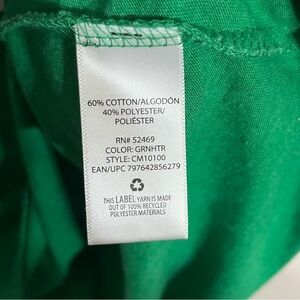 60% COTTON/ALGODÓN
40% POLYESTER/
POLIÉSTER
RN# 52469
COLOR: GRNHTR
STYLE: CM10100
EAN/UPC 797642856279
THIS LABEL YARN IS MADE
OUT OF 100% RECYCLED
POLYESTER MATERIALS